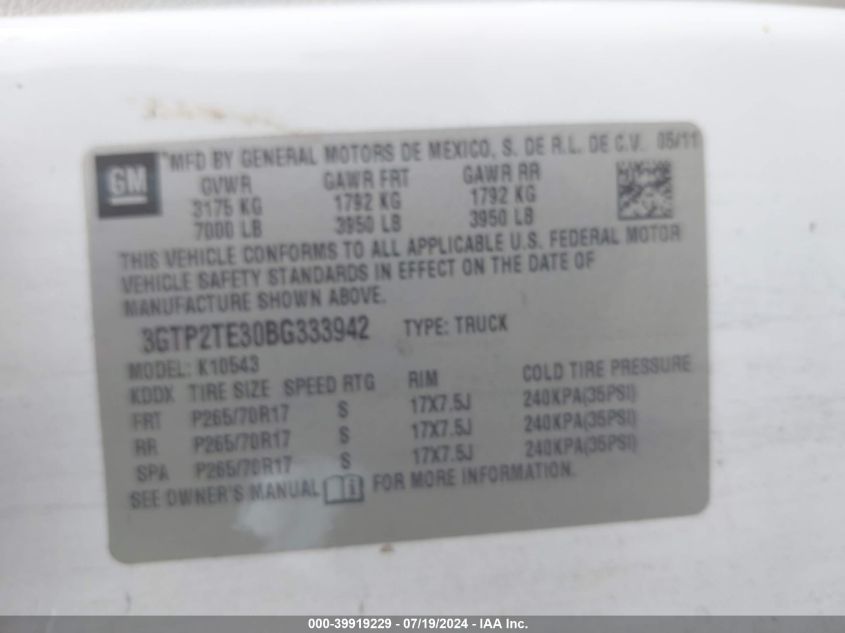 GM
MFD BY GENERAL MOTORS DE MEXICO, S. DE R.L. DE C.V. 05/11
GVWR GAWR FRT GAWR RR
3175 KG 1792 KG 1792 KG
7000 LB 3950 LB 3950 LB
THIS VEHICLE CONFORMS TO ALL APPLICABLE U.S. FEDERAL MOTOR
VEHICLE SAFETY STANDARDS IN EFFECT ON THE DATE OF
MANUFACTURE SHOWN ABOVE.
3GTP2TE30BG333942 TYPE: TRUCK
MODEL: K10543
KDDX TIRE SIZE SPEED RTG RIM COLD TIRE PRESSURE
FRT P265/70R17 S 17X7.5J 240KPA(35PSI)
RR P265/70R17 S 17X7.5J 240KPA(35PSI)
SPA P265/70R17 S 17X7.5J 240KPA(35PSI)
SEE OWNER'S MANUAL FOR MORE INFORMATION.
000-39919229 - 07/19/2024 - IAA Inc.